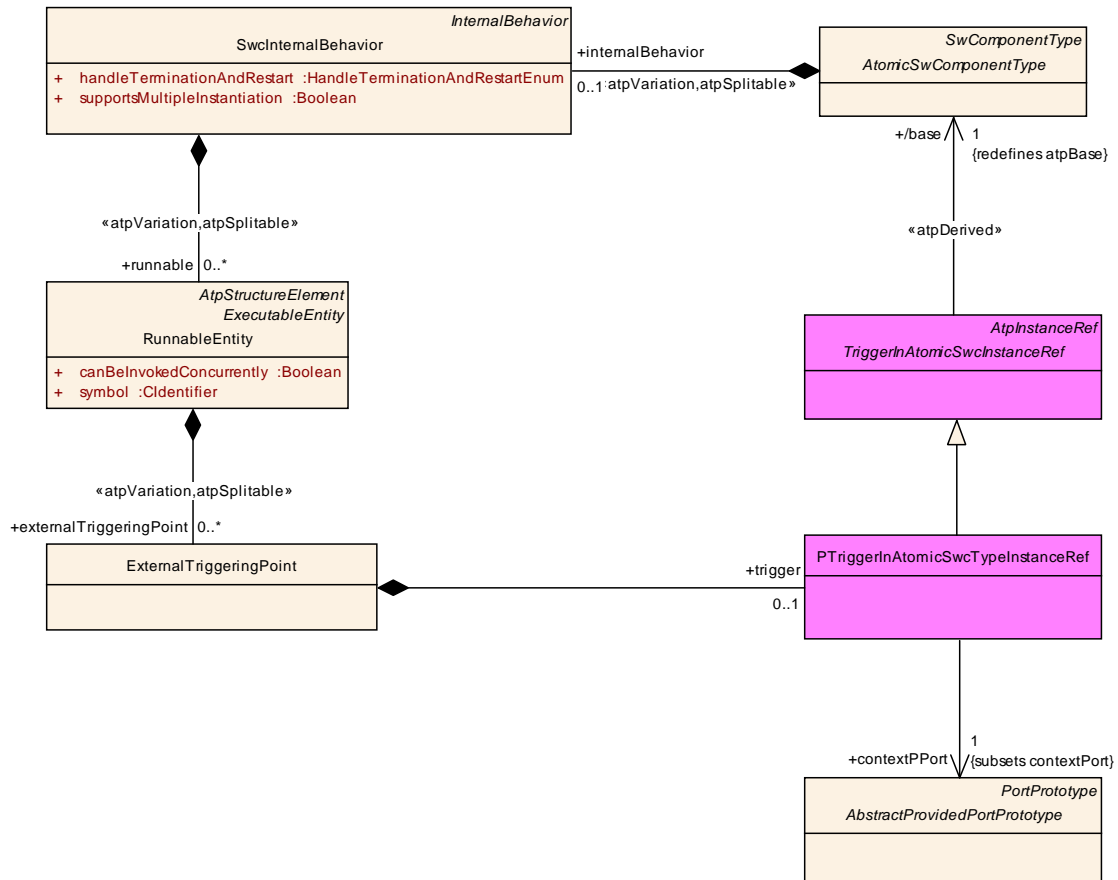 InternalBehavior
SwcInternalBehavior
+ handleTerminationAndRestart :HandleTerminationAndRestartEnum
+ supportsMultipleInstantiation :Boolean
+internalBehavior
0..1
atpVariation,atpSplitable»
SwComponentType
AtomicSwComponentType
+/base
1
{redefines atpBase}
«atpVariation,atpSplitable»
«atpDerived»
+runnable 0..*
AtpStructureElement
ExecutableEntity
RunnableEntity
+ canBeInvokedConcurrently :Boolean
+ symbol :CIdentifier
AtpInstanceRef
TriggerInAtomicSwcInstanceRef
«atpVariation,atpSplitable»
+externalTriggeringPoint 0..*
ExternalTriggeringPoint
+trigger
0..1
PTriggerInAtomicSwcTypeInstanceRef
+contextPPort
1
{subsets contextPort}
PortPrototype
AbstractProvidedPortPrototype